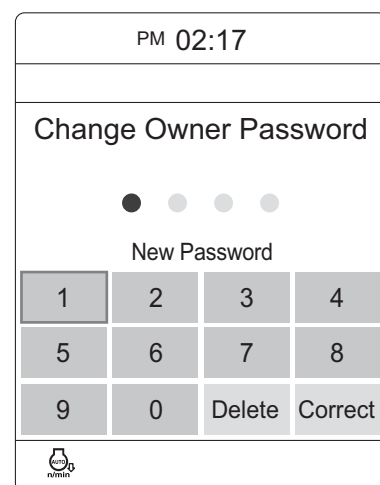 PM 02:17
Change Owner Password
New Password
1 2 3 4
5 6 7 8
9 0 Delete Correct
AUTO
n/min